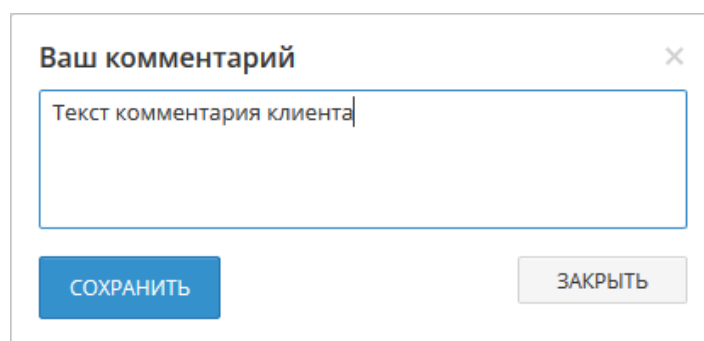 Ваш комментарий
Текст комментария клиента
СОХРАНИТЬ
ЗАКРЫТЬ